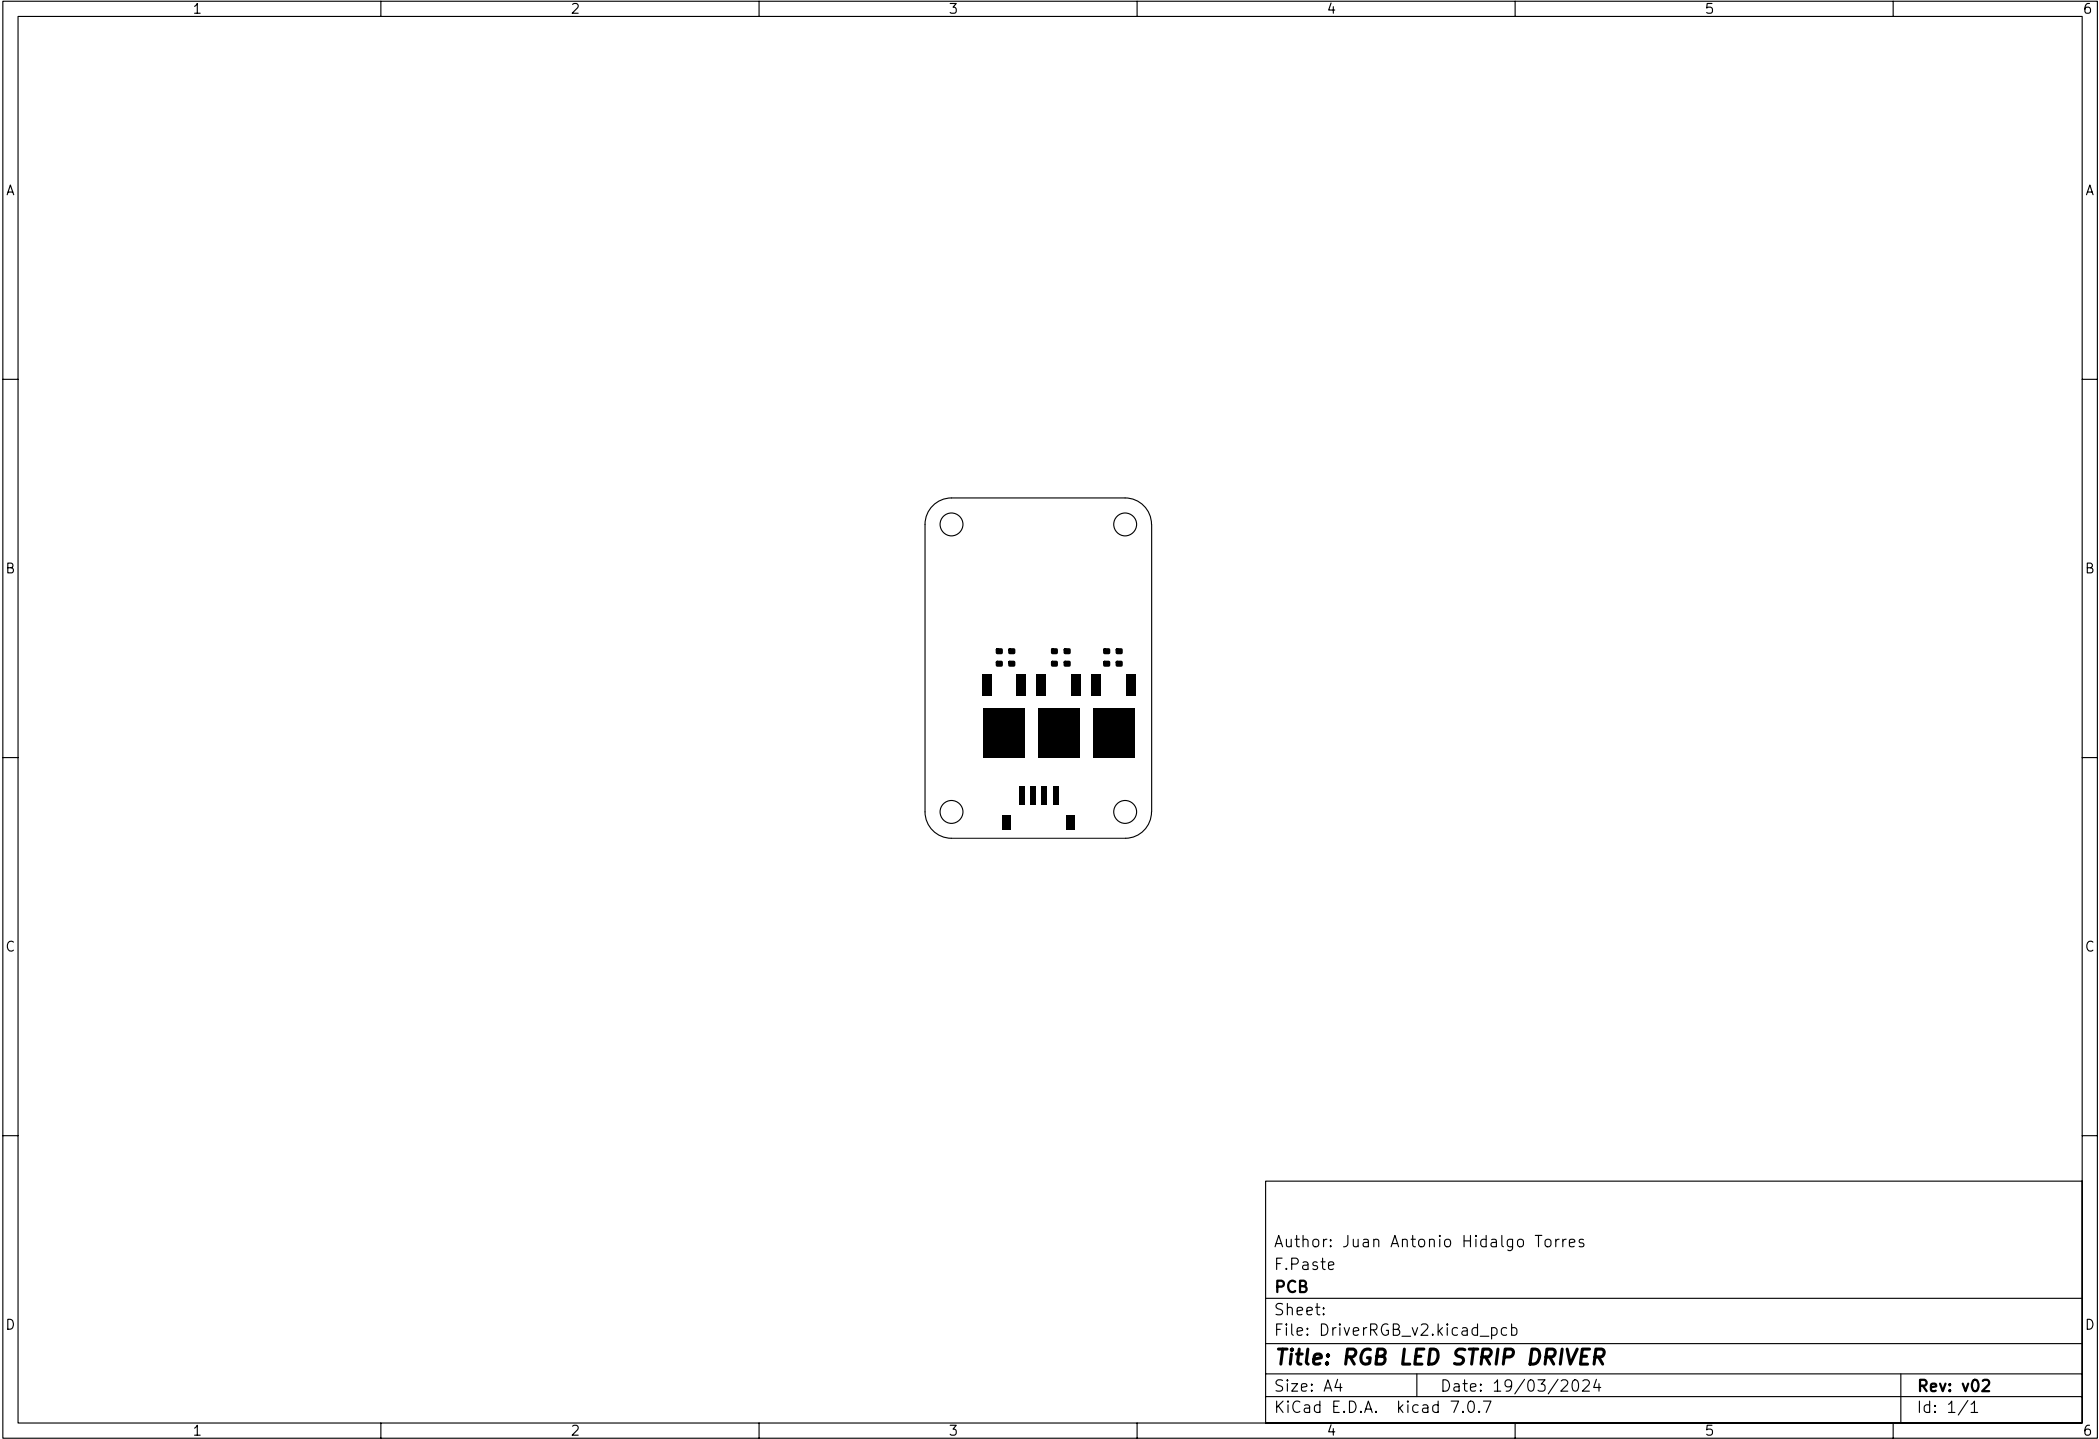 1 2 3 4 5 6
A A
B B
C C
D D
Author: Juan Antonio Hidalgo Torres
F.Paste
PCB
Sheet:
File: DriverRGB_v2.kicad_pcb
Title: RGB LED STRIP DRIVER
Size: A4 Date: 19/03/2024 Rev: v02
KiCad E.D.A. kicad 7.0.7 Id: 1/1
1 2 3 4 5 6